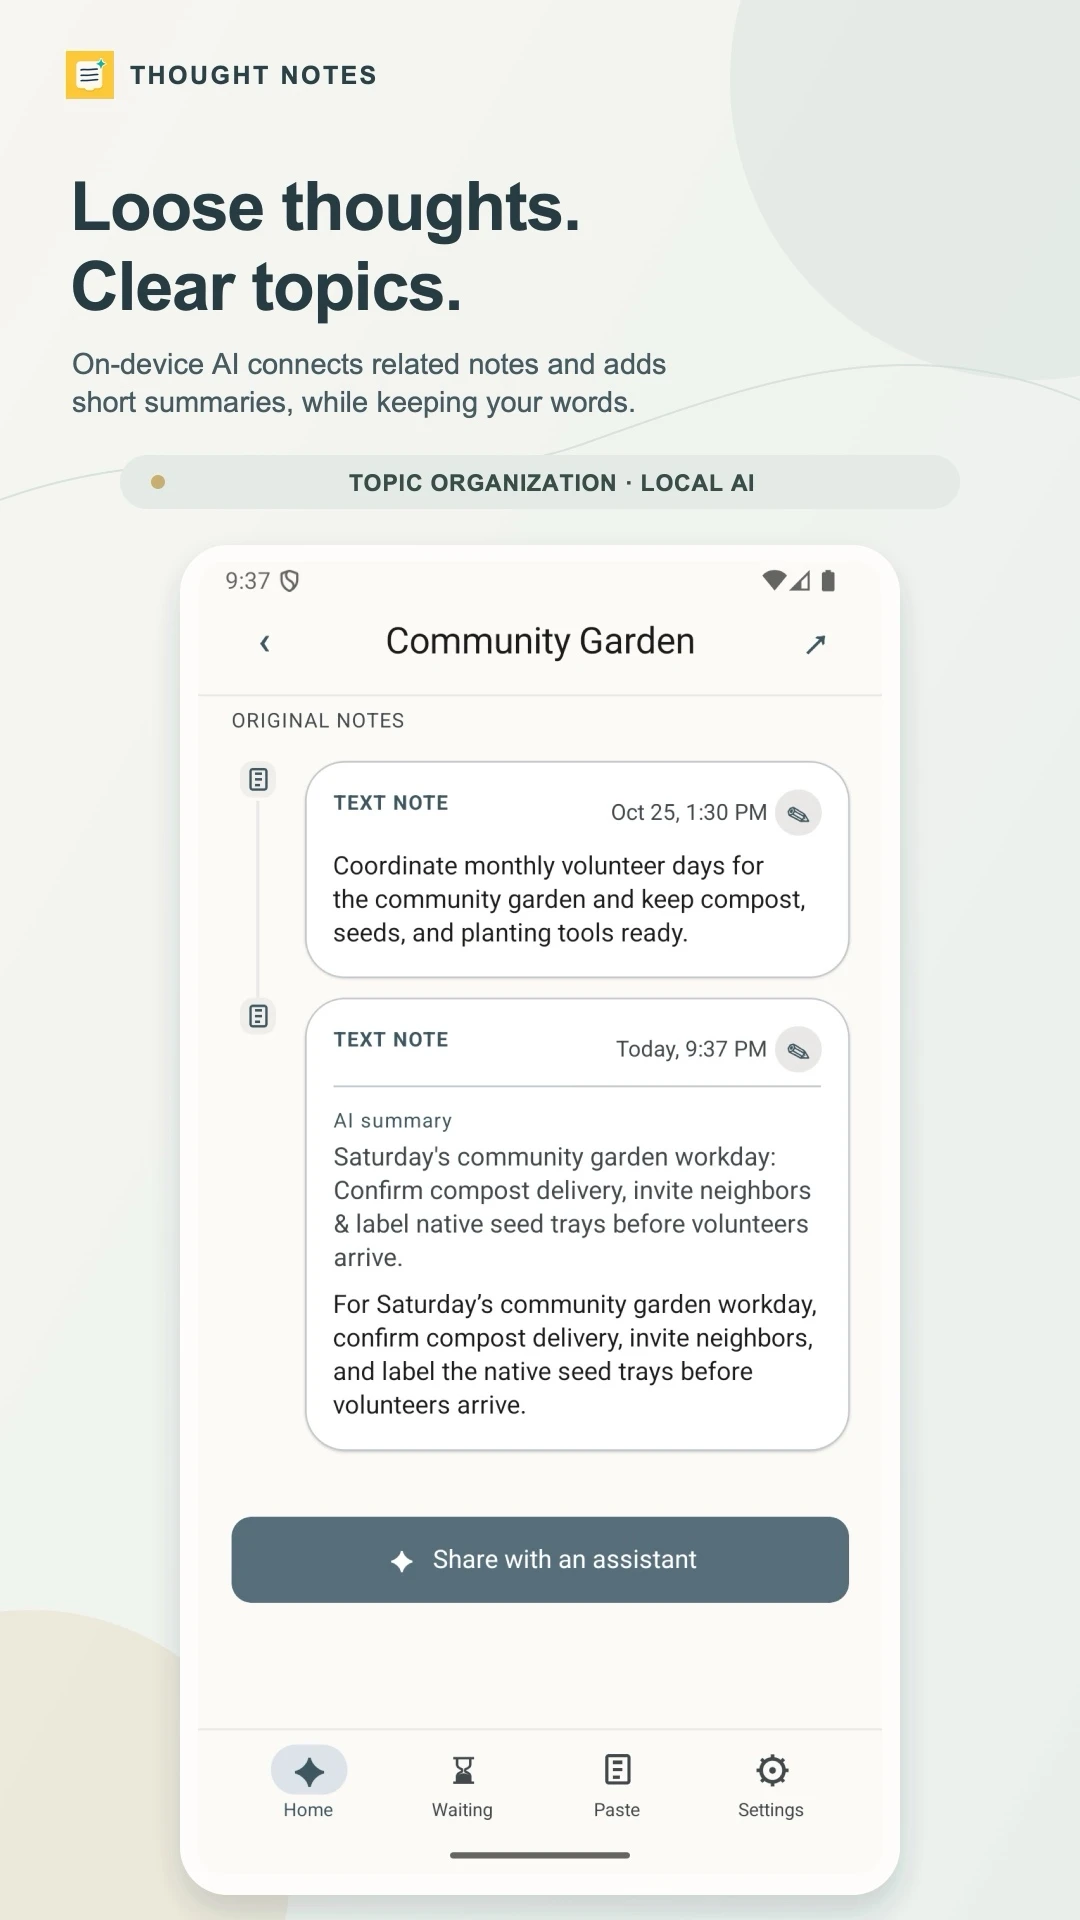 THOUGHT NOTES
Loose thoughts.
Clear topics.
On-device AI connects related notes and adds
short summaries, while keeping your words.
TOPIC ORGANIZATION · LOCAL AI
9:37
Community Garden
ORIGINAL NOTES
TEXT NOTE
Oct 25, 1:30 PM
Coordinate monthly volunteer days for
the community garden and keep compost,
seeds, and planting tools ready.
TEXT NOTE
Today, 9:37 PM
AI summary
Saturday's community garden workday:
Confirm compost delivery, invite neighbors
& label native seed trays before volunteers
arrive.
For Saturday’s community garden workday,
confirm compost delivery, invite neighbors,
and label the native seed trays before
volunteers arrive.
Share with an assistant
Home
Waiting
Paste
Settings